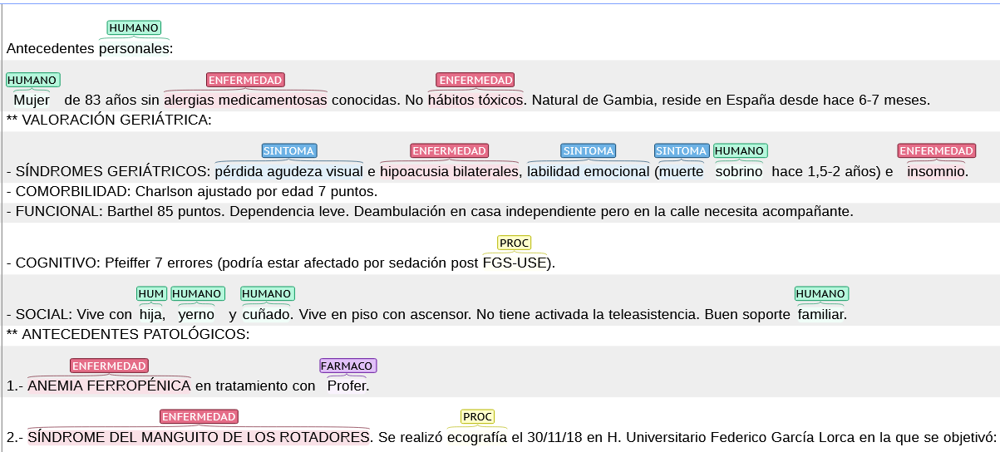 HUMANO
Antecedentes personales:
HUMANO ENFERMEDAD ENFERMEDAD
Mujer de 83 años sin alergias medicamentosas conocidas. No hábitos tóxicos. Natural de Gambia, reside en España desde hace 6-7 meses.
** VALORACIÓN GERIÁTRICA:
SINTOMA ENFERMEDAD SINTOMA SINTOMA HUMANO ENFERMEDAD
- SÍNDROMES GERIÁTRICOS: pérdida agudeza visual e hipoacusia bilaterales, labilidad emocional (muerte sobrino hace 1,5-2 años) e insomnio.
- COMORBILIDAD: Charlson ajustado por edad 7 puntos.
- FUNCIONAL: Barthel 85 puntos. Dependencia leve. Deambulación en casa independiente pero en la calle necesita acompañante.
PROC
- COGNITIVO: Pfeiffer 7 errores (podría estar afectado por sedación post FGS-USE).
HUM HUMANO HUMANO HUMANO
- SOCIAL: Vive con hija, yerno y cuñado. Vive en piso con ascensor. No tiene activada la teleasistencia. Buen soporte familiar.
** ANTECEDENTES PATOLÓGICOS:
ENFERMEDAD FARMACO
1.- ANEMIA FERROPÉNICA en tratamiento con Profer.
ENFERMEDAD PROC
2.- SÍNDROME DEL MANGUITO DE LOS ROTADORES. Se realizó ecografía el 30/11/18 en H. Universitario Federico García Lorca en la que se objetivó: